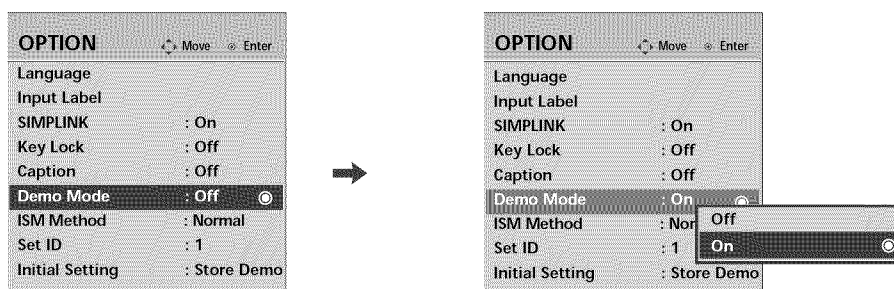 OPTION Move Enter
Language
Input Label
SIMPLINK : On
Key Lock : Off
Caption : Off
Demo Mode : Off
ISM Method : Normal
Set ID : 1
Initial Setting : Store Demo
OPTION Move Enter
Language
Input Label
SIMPLINK : On
Key Lock : Off
Caption : Off
Demo Mode : On
ISM Method : Nor
Set ID : 1
Initial Setting : Store Demo
Off
On